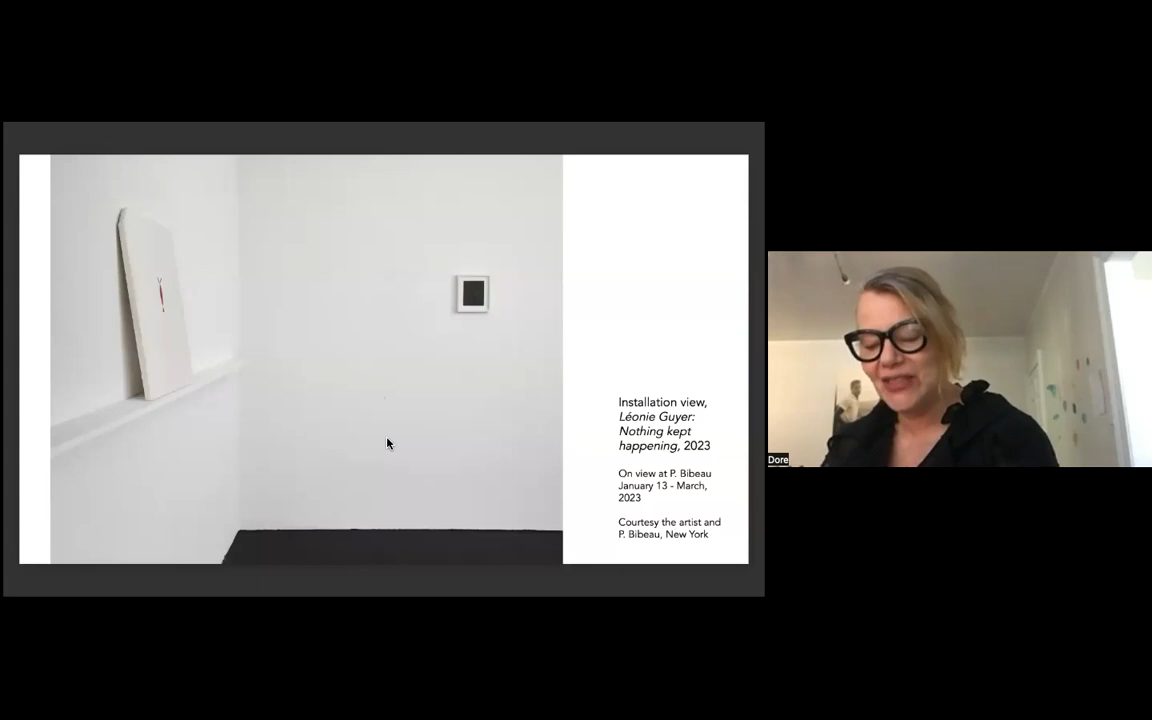 Installation view,
Léonie Guyer:
Nothing kept
happening, 2023
On view at P. Bibeau
January 13 - March,
2023
Courtesy the artist and
P. Bibeau, New York
Dore